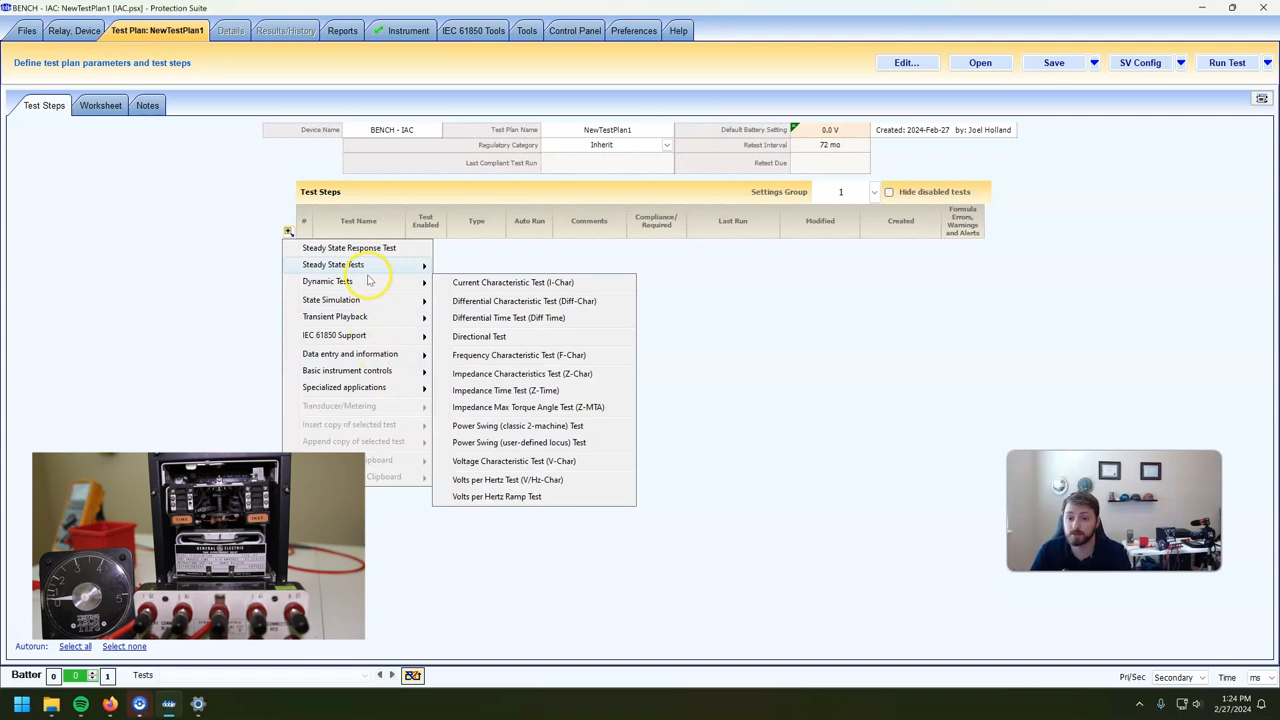 BENCH - IAC: NewTestPlan1 [IAC.psx] - Protection Suite
Files
Relay, Device
Test Plan: NewTestPlan1
Details
Results/History
Reports
Instrument
IEC 61850 Tools
Tools
Control Panel
Preferences
Help
Define test plan parameters and test steps
Edit...
Open
Save
SV Config
Run Test
Test Steps
Worksheet
Notes
Device Name
BENCH - IAC
Test Plan Name
NewTestPlan1
Default Battery Setting
0.0 V
Created: 2024-Feb-27 by: Joel Holland
Regulatory Category
Inherit
Retest Interval
72 mo
Last Compliant Test Run
Retest Due
Test Steps
Settings Group
1
Hide disabled tests
#
Test Name
Test Enabled
Type
Auto Run
Comments
Compliance/ Required
Last Run
Modified
Created
Formula Errors, Warnings and Alerts
Steady State Response Test
Steady State Tests
Dynamic Tests
State Simulation
Transient Playback
IEC 61850 Support
Data entry and information
Basic instrument controls
Specialized applications
Transducer/Metering
Insert copy of selected test
Append copy of selected test
pboard
Clipboard
Current Characteristic Test (I-Char)
Differential Characteristic Test (Diff-Char)
Differential Time Test (Diff Time)
Directional Test
Frequency Characteristic Test (F-Char)
Impedance Characteristics Test (Z-Char)
Impedance Time Test (Z-Time)
Impedance Max Torque Angle Test (Z-MTA)
Power Swing (classic 2-machine) Test
Power Swing (user-defined locus) Test
Voltage Characteristic Test (V-Char)
Volts per Hertz Test (V/Hz-Char)
Volts per Hertz Ramp Test
TIME
INST
GENERAL ELECTRIC
Autorun:
Select all
Select none
Batter
0
0
1
Tests
Pri/Sec
Secondary
Time
ms
doble
1:24 PM
2/27/2024